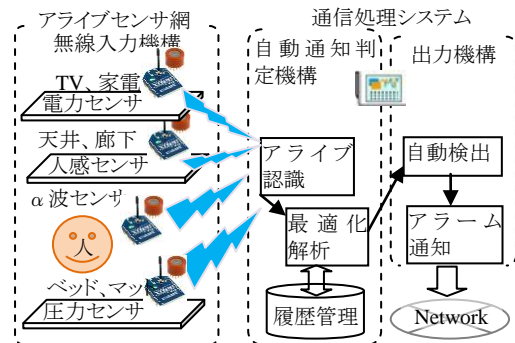 アライブセンサ網
無線入力機構
TV、家電
電力センサ
天井、廊下
人感センサ
α波センサ
人
ベッド、マッ
圧力センサ
通信処理システム
自動通知判
定機構
アライブ
認識
最適化
解析
履歴管理
出力機構
自動検出
アラーム
通知
Network